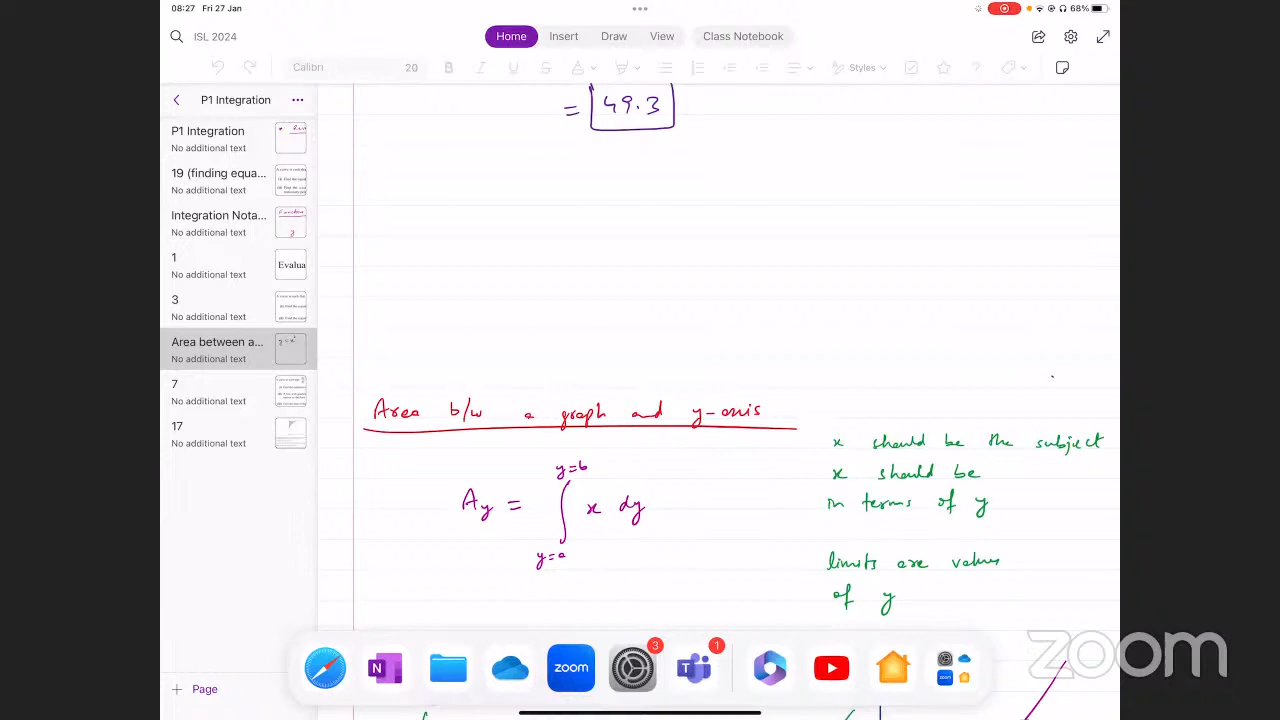 08:27 Fri 27 Jan
68%
ISL 2024
Home Insert Draw View Class Notebook
Calibri 20 B I U S A Styles ?
P1 Integration
P1 Integration
No additional text
19 (finding equa...
No additional text
Integration Nota...
No additional text
1
No additional text
Evalua
3
No additional text
Area between a...
No additional text
7
No additional text
17
No additional text
Page
= 49.3
Area b/w a graph and y-axis
y=b
A_y = ∫ x dy
y=a
x should be the subject
x should be
in terms of y
limits are values
of y
zoom
3
1
zoom